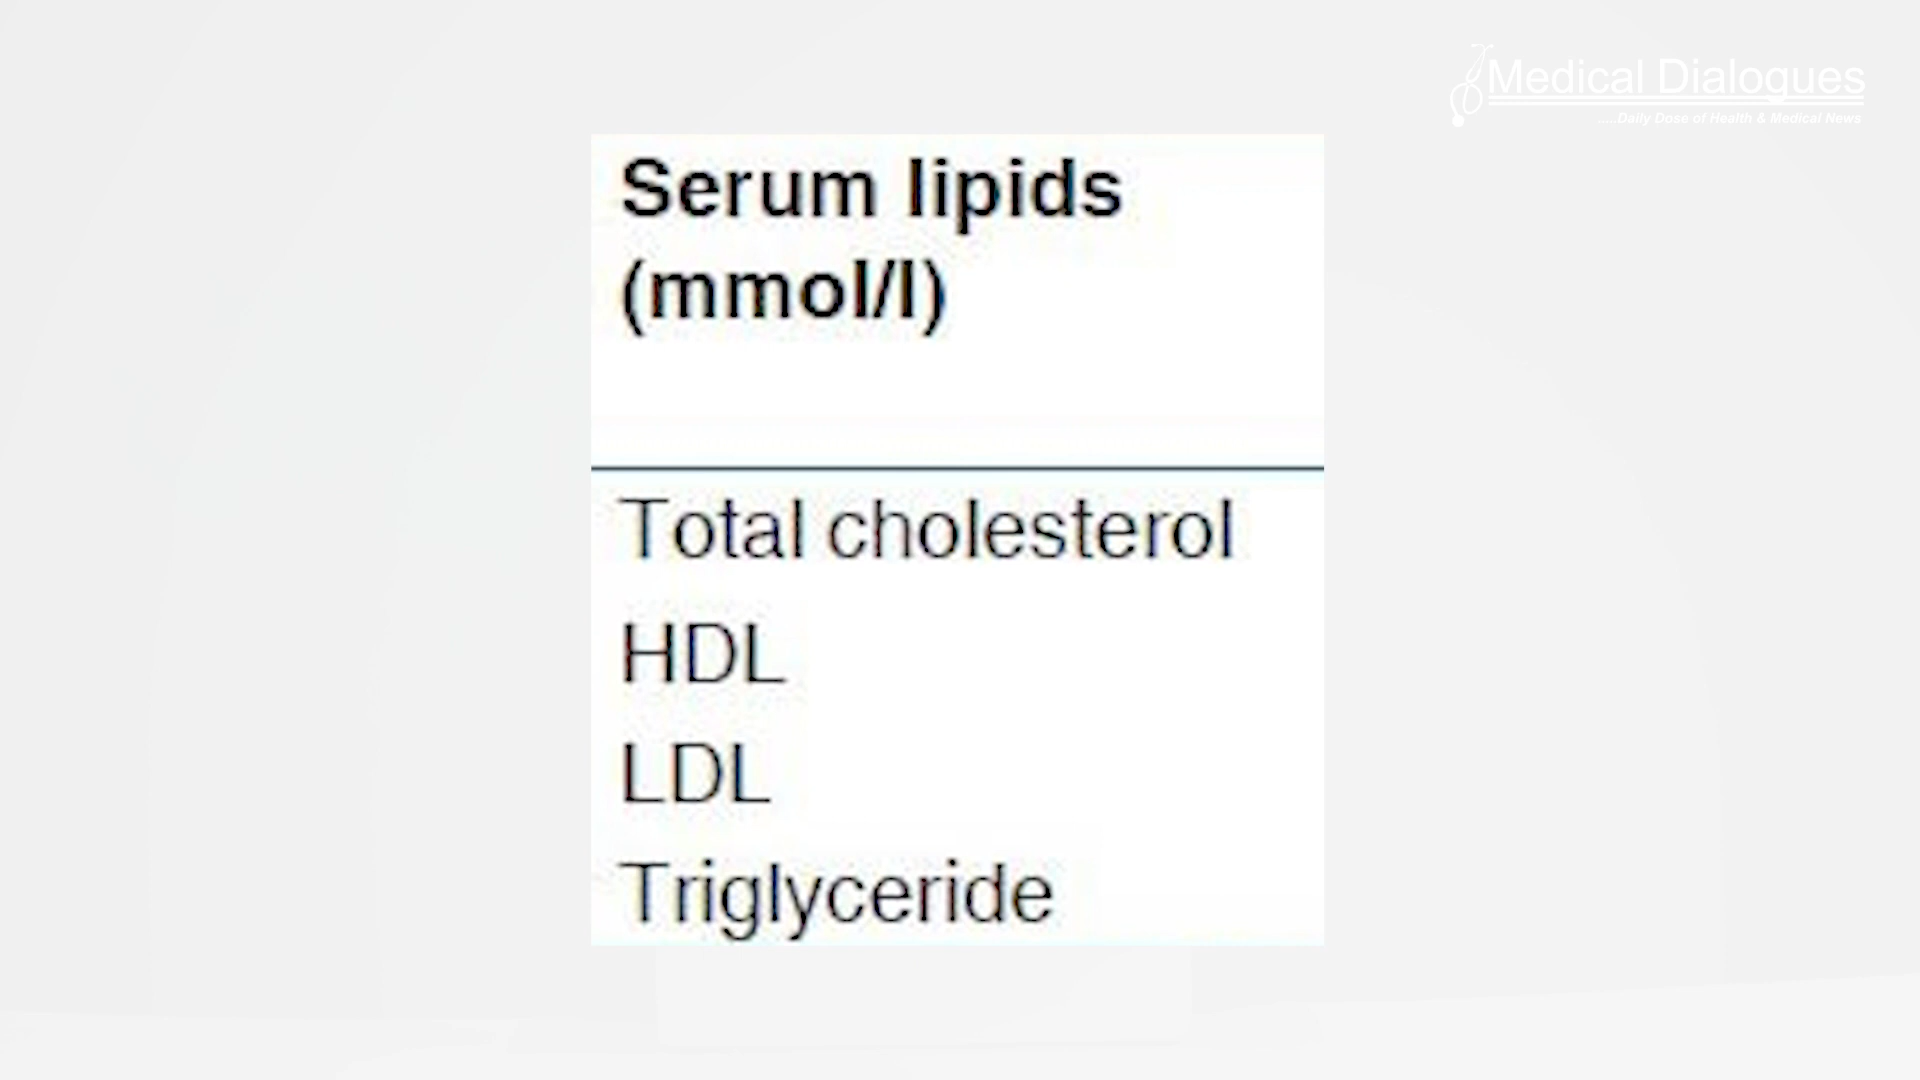 Medical Dialogues
.....Daily Dose of Health & Medical News
Serum lipids
(mmol/l)
Total cholesterol
HDL
LDL
Triglyceride